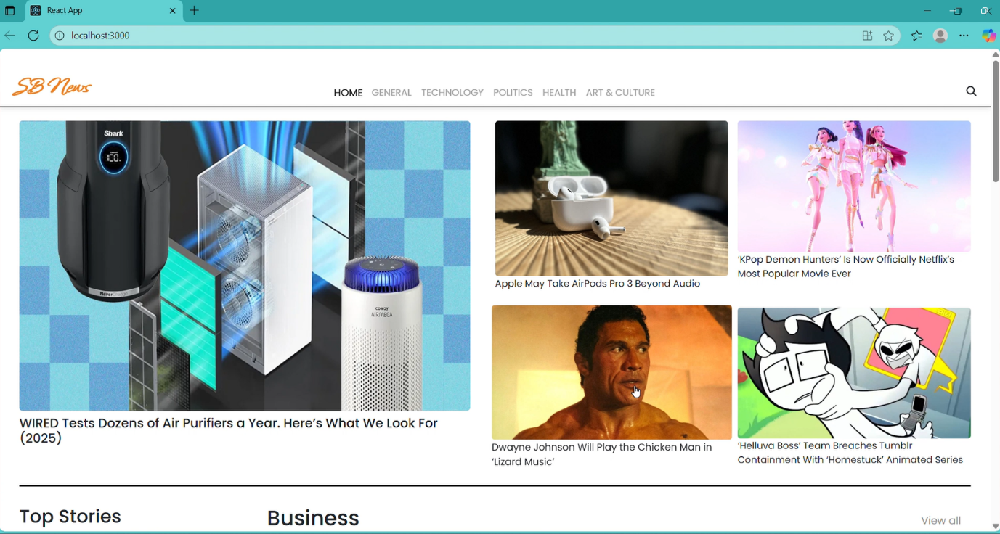 React App
localhost:3000
SB News
HOME GENERAL TECHNOLOGY POLITICS HEALTH ART & CULTURE
Shark
100
NeverChange
coway
AIRMEGA
WIRED Tests Dozens of Air Purifiers a Year. Here’s What We Look For
(2025)
Apple May Take AirPods Pro 3 Beyond Audio
‘KPop Demon Hunters’ Is Now Officially Netflix’s
Most Popular Movie Ever
Dwayne Johnson Will Play the Chicken Man in
‘Lizard Music’
‘Helluva Boss’ Team Breaches Tumblr
Containment With ‘Homestuck’ Animated Series
Top Stories
Business
View all